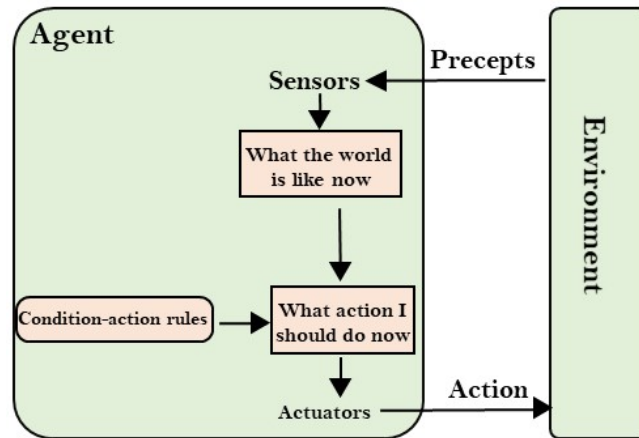 Agent
Precepts
Sensors
What the world
is like now
Environment
Condition-action rules
What action I
should do now
Actuators
Action